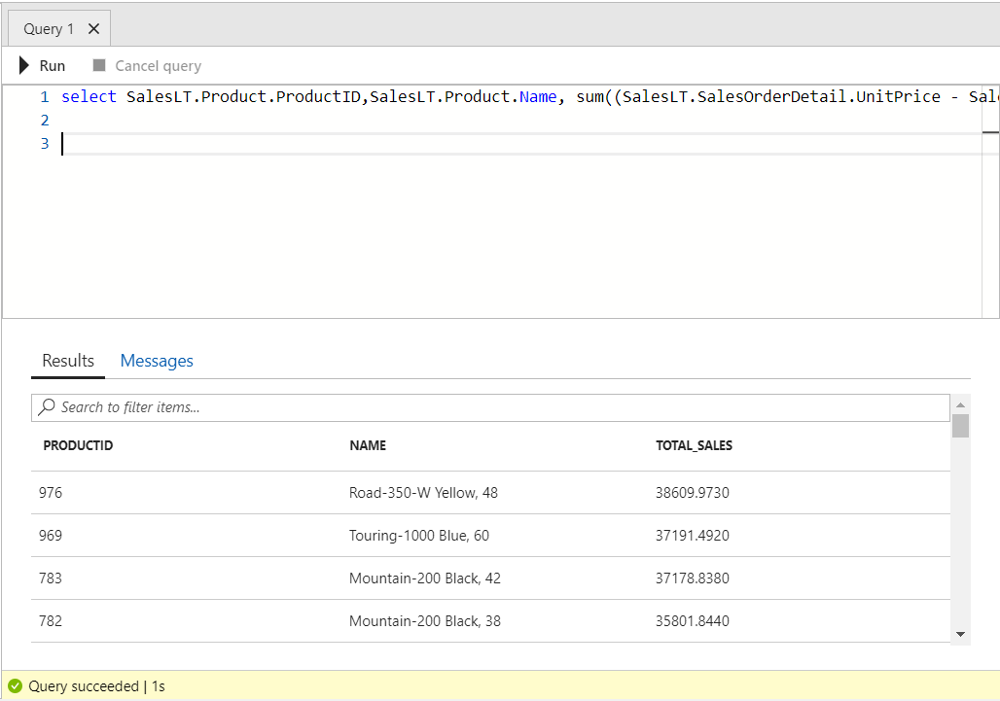 Query 1
Run Cancel query
1 select SalesLT.Product.ProductID,SalesLT.Product.Name, sum((SalesLT.SalesOrderDetail.UnitPrice - Sal
2
3
Results Messages
Search to filter items...
PRODUCTID NAME TOTAL_SALES
976 Road-350-W Yellow, 48 38609.9730
969 Touring-1000 Blue, 60 37191.4920
783 Mountain-200 Black, 42 37178.8380
782 Mountain-200 Black, 38 35801.8440
Query succeeded | 1s